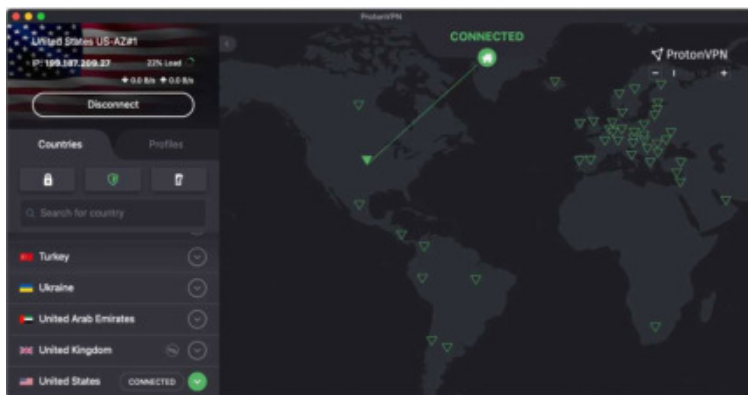 ProtonVPN
United States US-AZ#1
IP: 199.187.209.27 22% Load
0.0 B/s 0.0 B/s
Disconnect
Countries Profiles
Search for country
Turkey
Ukraine
United Arab Emirates
United Kingdom
United States CONNECTED
CONNECTED
ProtonVPN